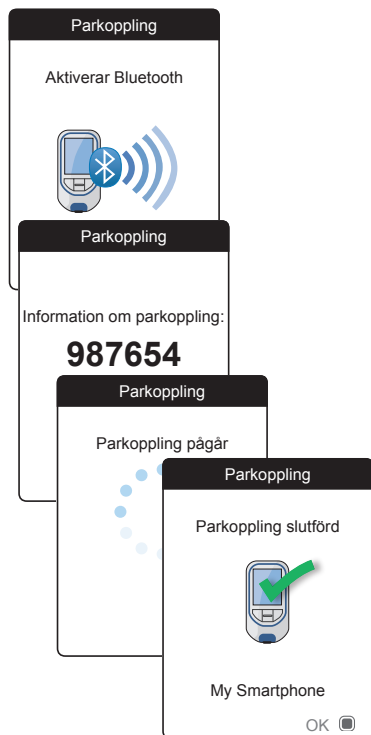 Parkoppling
Aktiverar Bluetooth
Parkoppling
Information om parkoppling:
987654
Parkoppling
Parkoppling pågår
Parkoppling
Parkoppling slutförd
My Smartphone
OK